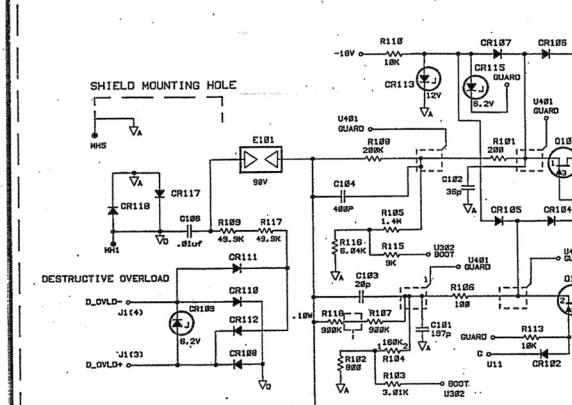 -18V
R110
10K
CR107
CR106
CR115
GUARD
CR113
12V
6.2V
SHIELD MOUNTING HOLE
A
MH5
U401
GUARD
E101
90V
R108
200K
R101
200
U401
GUARD
A
CR118
CR117
C106
.01uf
R109
49.9K
R117
49.9K
C104
400P
C102
36p
A
R105
1.4M
CR105
CR104
MH1
R116
6.04K
R115
9K
U302
BOOT
CR111
DESTRUCTIVE OVERLOAD
C103
20p
U401
GUARD
R106
100
D_OVLD-
J1(4)
CR110
CR109
6.2V
CR112
.10W
R118
900K
R107
900K
C101
197p
A
GUARD
R113
10K
J1(3)
D_OVLD+
CR108
R102
900
160K
R104
G
U11
CR102
R103
3.01K
BOOT
U302
A